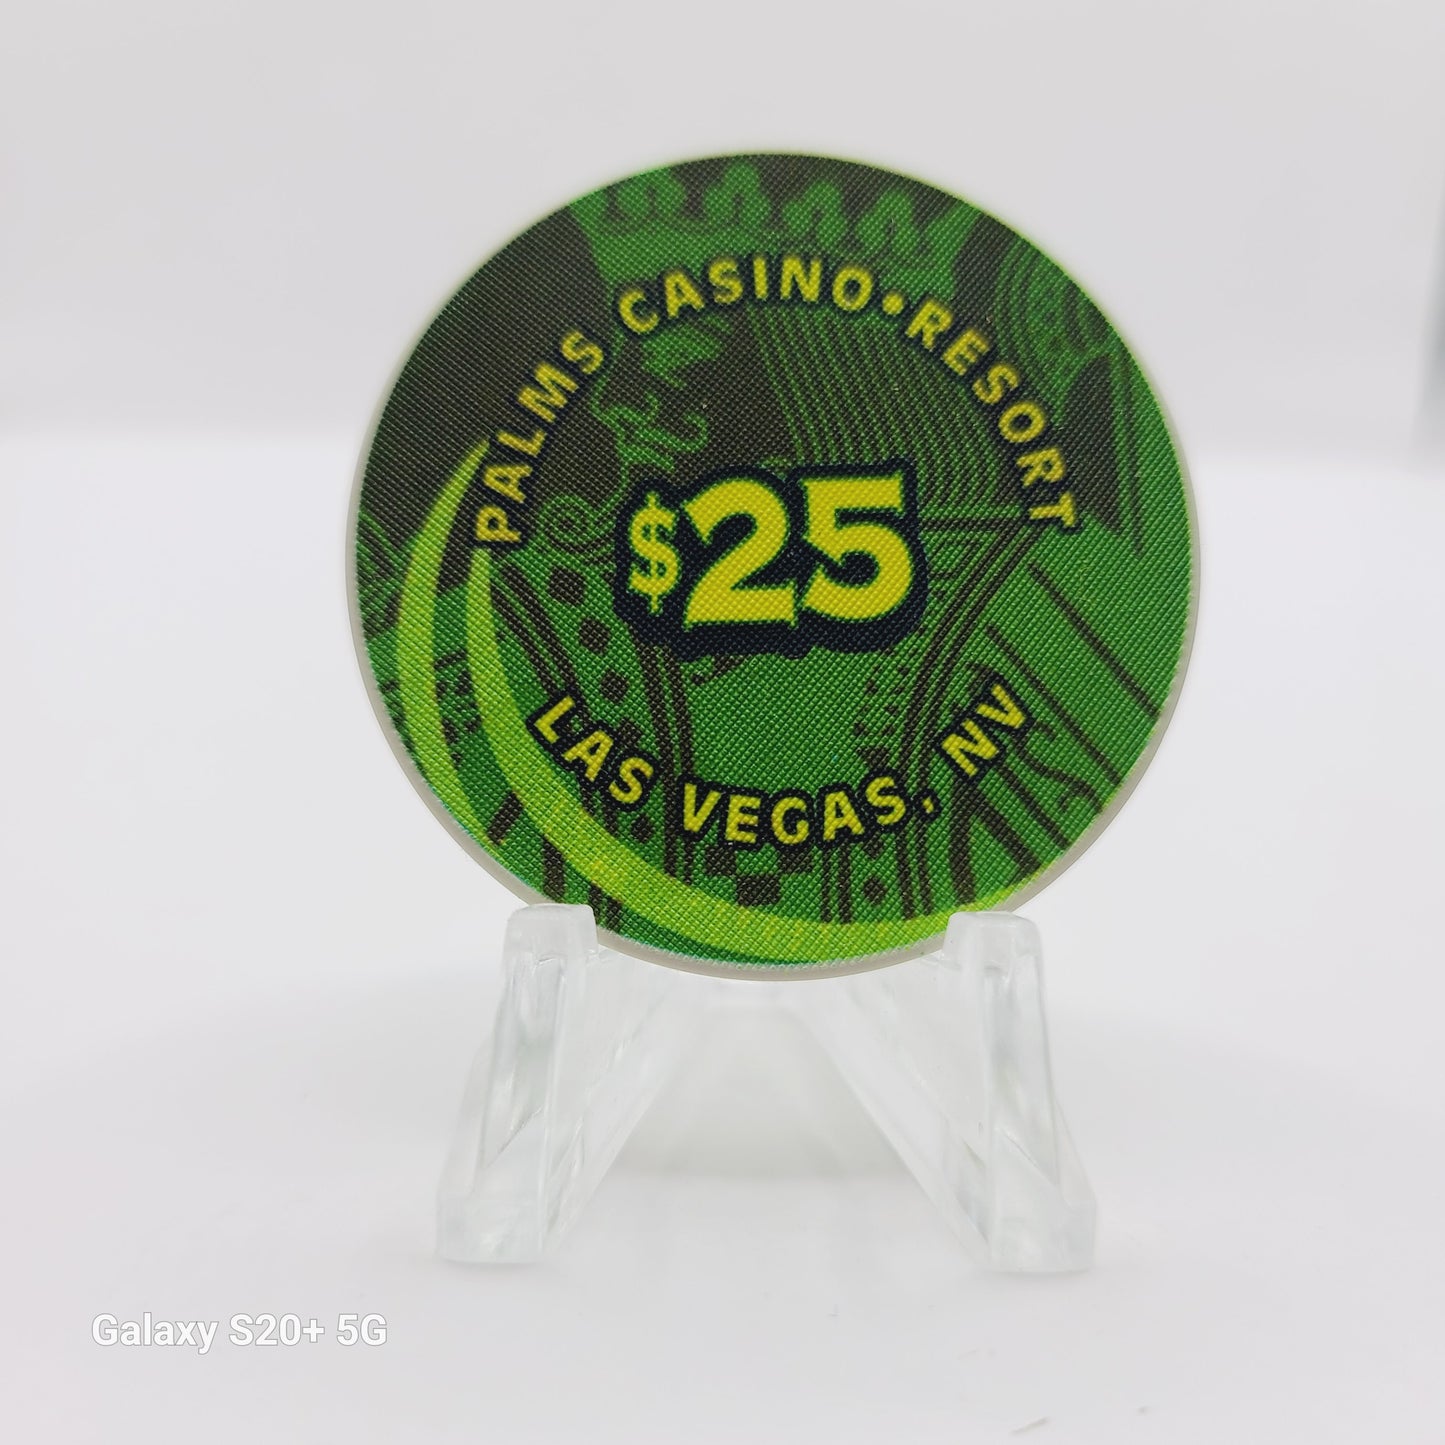 PALMS CASINO•RESORT
$25
LAS VEGAS, NV
Galaxy S20+ 5G